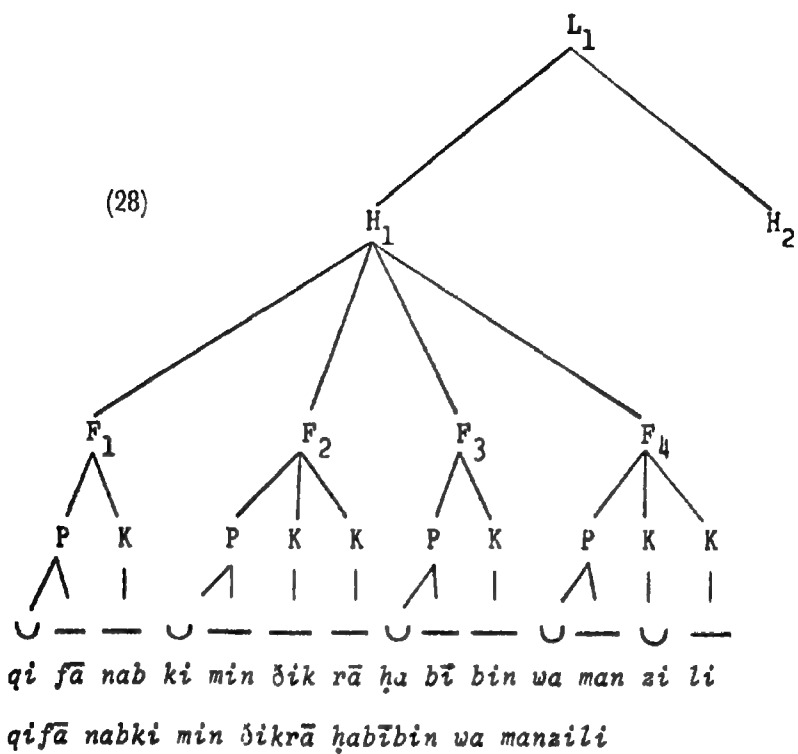 L1
(28)
H1 H2
F1 F2 F3 F4
P K P K K P K P K K
∪ — — ∪ — — — ∪ — — ∪ — ∪ —
qi fā nab ki min ðik rā ḥa bī bin wa man zi li
qifā nabki min ðikrā ḥabībin wa manzili